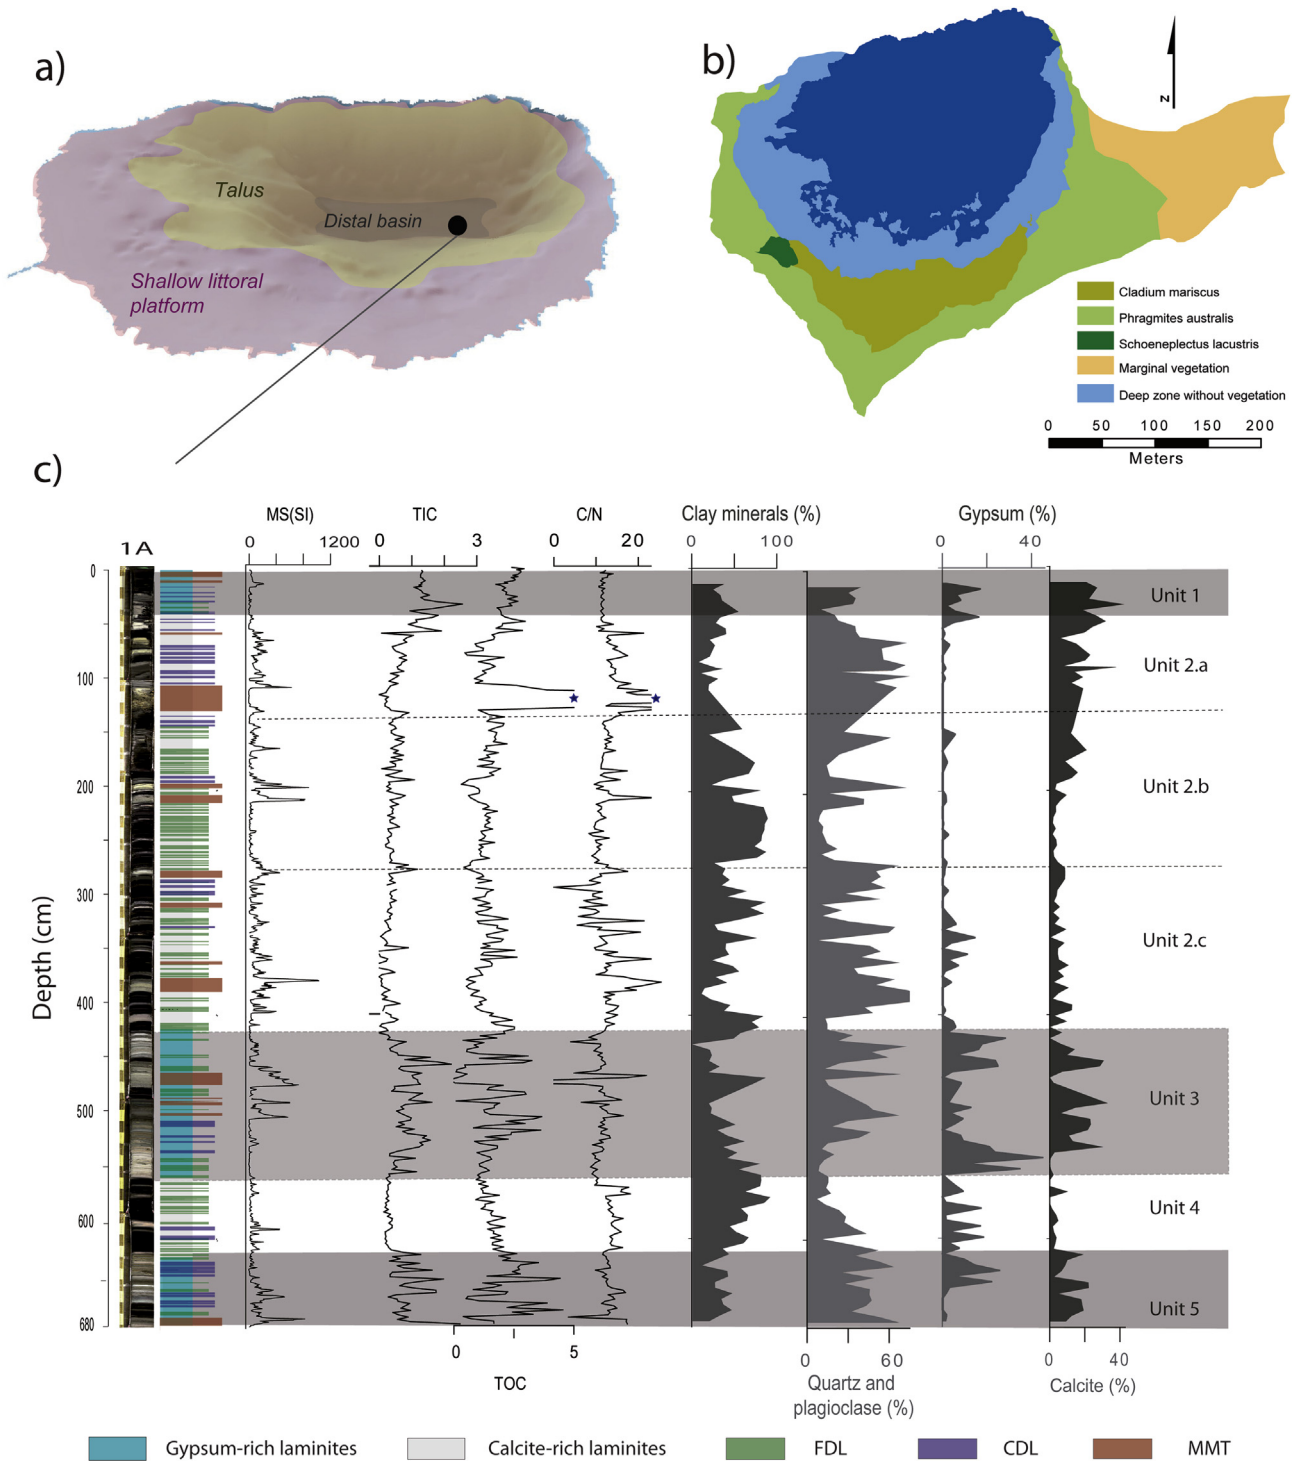 a)
Talus
Distal basin
Shallow littoral
platform
b)
N
Cladium mariscus
Phragmites australis
Schoeneplectus lacustris
Marginal vegetation
Deep zone without vegetation
0 50 100 150 200
Meters
c)
MS(SI) TIC C/N Clay minerals (%) Gypsum (%)
1A 0 1200 0 3 0 20 0 100 0 40
Depth (cm)
0
100
200
300
400
500
600
680
Unit 1
Unit 2.a
Unit 2.b
Unit 2.c
Unit 3
Unit 4
Unit 5
0 5
TOC
0 60
Quartz and
plagioclase (%)
0 40
Calcite (%)
Gypsum-rich laminites Calcite-rich laminites FDL CDL MMT